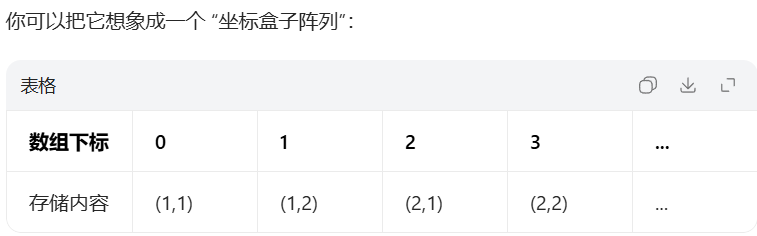 你可以把它想象成一个 “坐标盒子阵列”：
表格
数组下标 0 1 2 3 ...
存储内容 (1,1) (1,2) (2,1) (2,2) ...